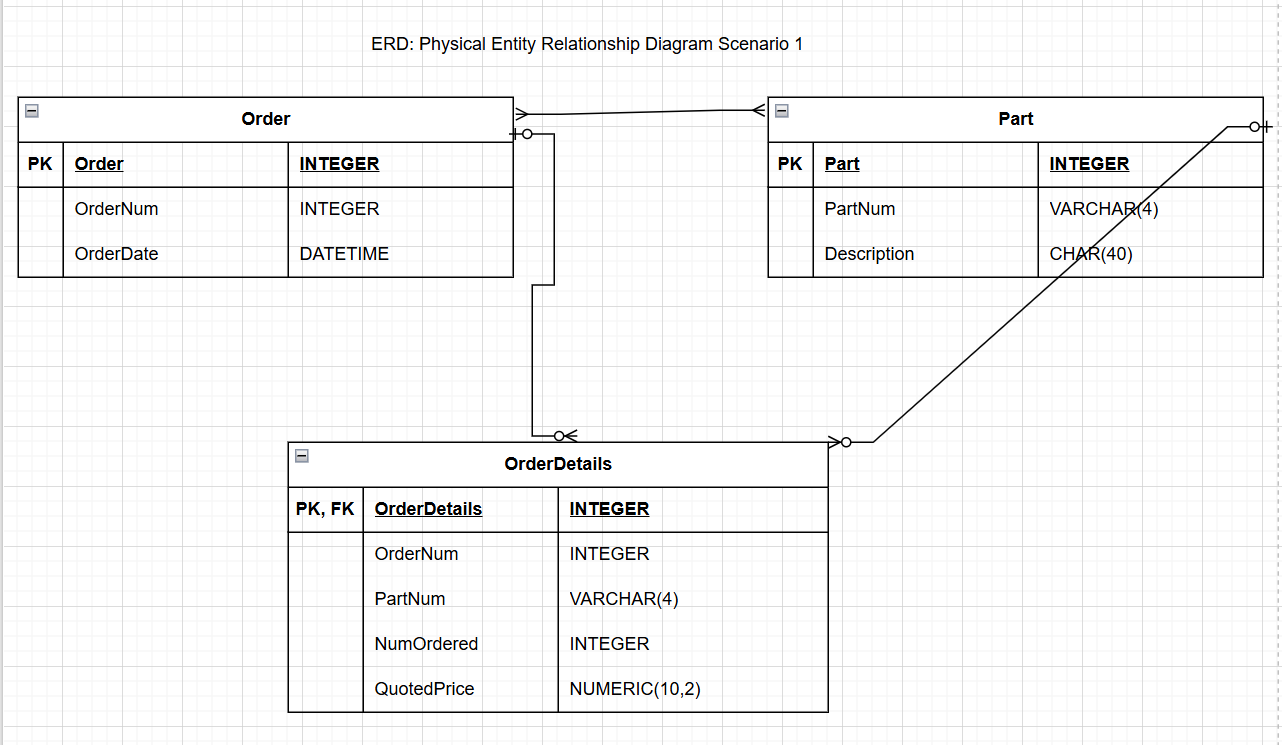 ERD: Physical Entity Relationship Diagram Scenario 1
Order
PK Order INTEGER
OrderNum INTEGER
OrderDate DATETIME
Part
PK Part INTEGER
PartNum VARCHAR(4)
Description CHAR(40)
OrderDetails
PK, FK OrderDetails INTEGER
OrderNum INTEGER
PartNum VARCHAR(4)
NumOrdered INTEGER
QuotedPrice NUMERIC(10,2)